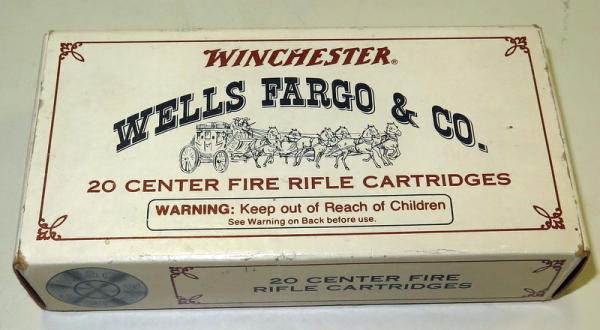 WINCHESTER®
WELLS FARGO & CO.
20 CENTER FIRE RIFLE CARTRIDGES
WARNING: Keep out of Reach of Children
See Warning on Back before use.
20 CENTER FIRE
RIFLE CARTRIDGES